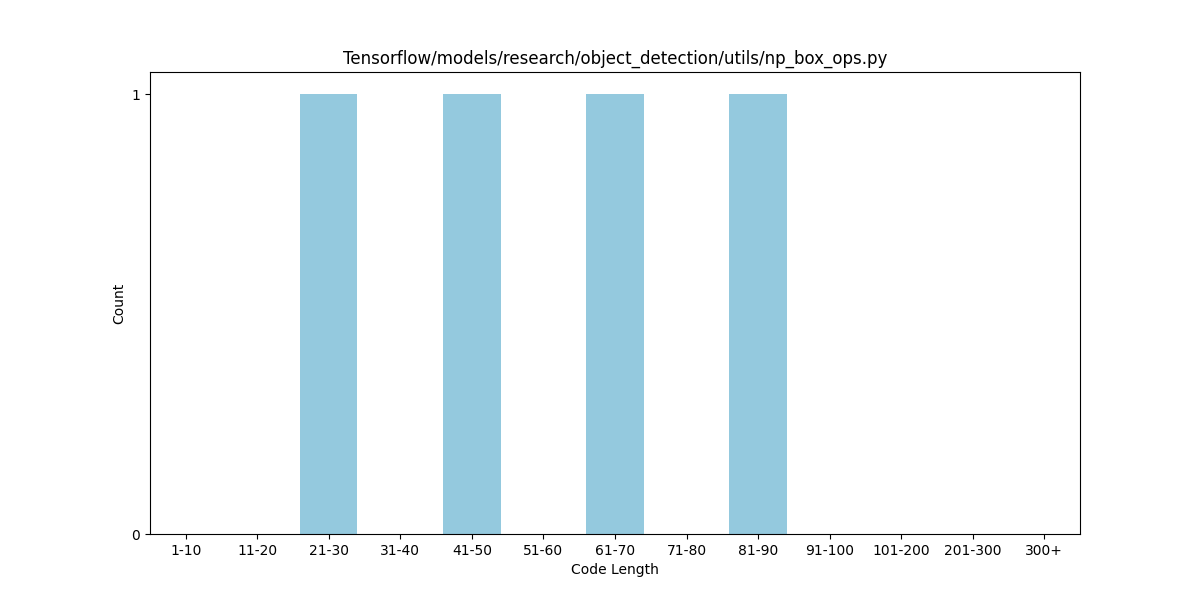 Tensorflow/models/research/object_detection/utils/np_box_ops.py
1
Count
0
1-10 11-20 21-30 31-40 41-50 51-60 61-70 71-80 81-90 91-100 101-200 201-300 300+
Code Length